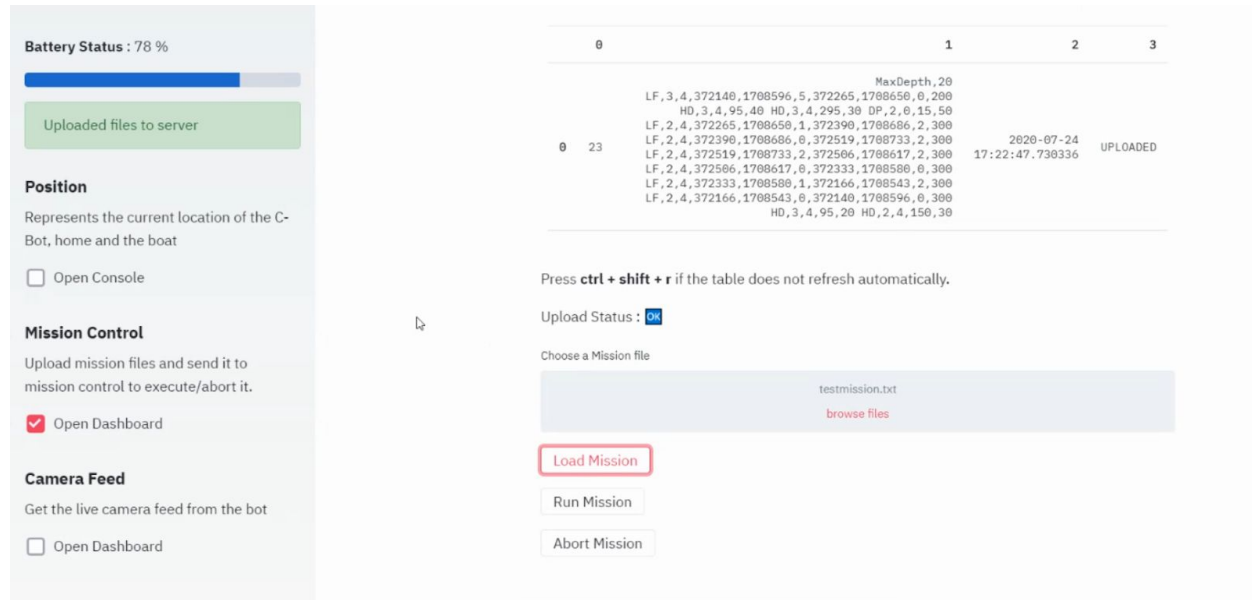 Battery Status : 78 %
Uploaded files to server
Position
Represents the current location of the C-
Bot, home and the boat
Open Console
Mission Control
Upload mission files and send it to
mission control to execute/abort it.
Open Dashboard
Camera Feed
Get the live camera feed from the bot
Open Dashboard
0 1 2 3
MaxDepth,20
LF,3,4,372140,1708596,5,372265,1708650,0,200
HD,3,4,95,40 HD,3,4,295,30 DP,2,0,15,50
LF,2,4,372265,1708650,1,372390,1708686,2,300
LF,2,4,372390,1708686,0,372519,1708733,2,300
LF,2,4,372519,1708733,2,372506,1708617,2,300
LF,2,4,372506,1708617,0,372333,1708580,0,300
LF,2,4,372333,1708580,1,372166,1708543,2,300
LF,2,4,372166,1708543,0,372140,1708596,0,300
HD,3,4,95,20 HD,2,4,150,30
0 23
2020-07-24
17:22:47.730336
UPLOADED
Press ctrl + shift + r if the table does not refresh automatically.
Upload Status : OK
Choose a Mission file
testmission.txt
browse files
Load Mission
Run Mission
Abort Mission